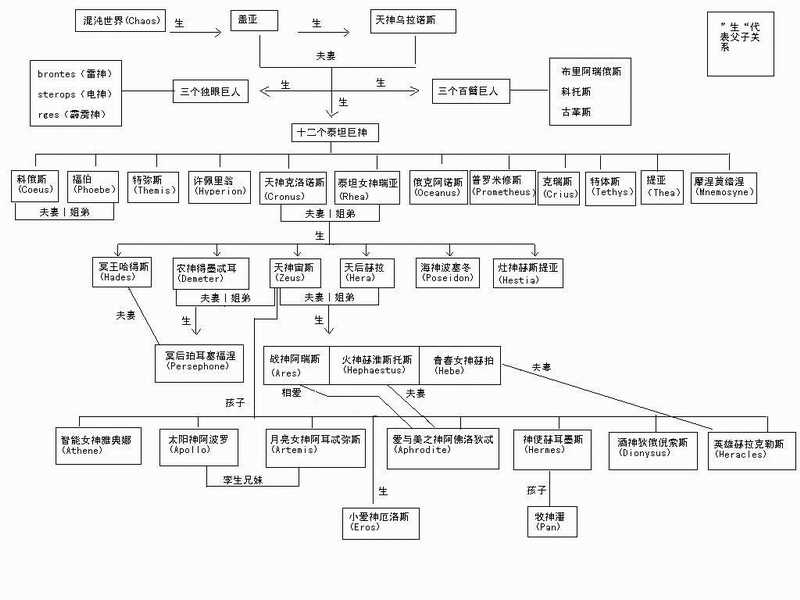 混沌世界(Chaos)
生
盖亚
生
天神乌拉诺斯
" 生 "代
表父子关
系
夫妻
brontes（雷神）
sterops（电神）
rges（霹雳神）
三个独眼巨人
生
生
生
三个百臂巨人
布里阿瑞俄斯
科托斯
古革斯
十二个泰坦巨神
科俄斯
(Coeus)
福伯
(Phoebe)
特弥斯
(Themis)
许佩里翁
(Hyperion)
天神克洛诺斯
(Cronus)
泰坦女神瑞亚
(Rhea)
俄克阿诺斯
(Oceanus)
普罗米修斯
(Prometheus)
克瑞斯
(Crius)
特体斯
(Tethys)
提亚
(Thea)
摩涅莫绪涅
(Mnemosyne)
夫妻｜姐弟
夫妻｜姐弟
生
冥王哈得斯
(Hades)
农神得墨忒耳
(Demeter)
天神宙斯
(Zeus)
天后赫拉
(Hera)
海神波塞冬
(Poseidon)
灶神赫斯提亚
(Hestia)
夫妻｜姐弟
夫妻｜姐弟
夫妻
生
生
冥后珀耳塞福涅
(Persephone)
战神阿瑞斯
(Ares)
火神赫淮斯托斯
(Hephaestus)
青春女神赫拍
(Hebe)
夫妻
孩子
相爱
夫妻
智能女神雅典娜
(Athene)
太阳神阿波罗
(Apollo)
月亮女神阿耳忒弥斯
(Artemis)
爱与美之神阿佛洛狄忒
(Aphrodite)
神使赫耳墨斯
(Hermes)
酒神狄俄倪索斯
(Dionysus)
英雄赫拉克勒斯
(Heracles)
孪生兄妹
生
孩子
小爱神厄洛斯
(Eros)
牧神潘
(Pan)